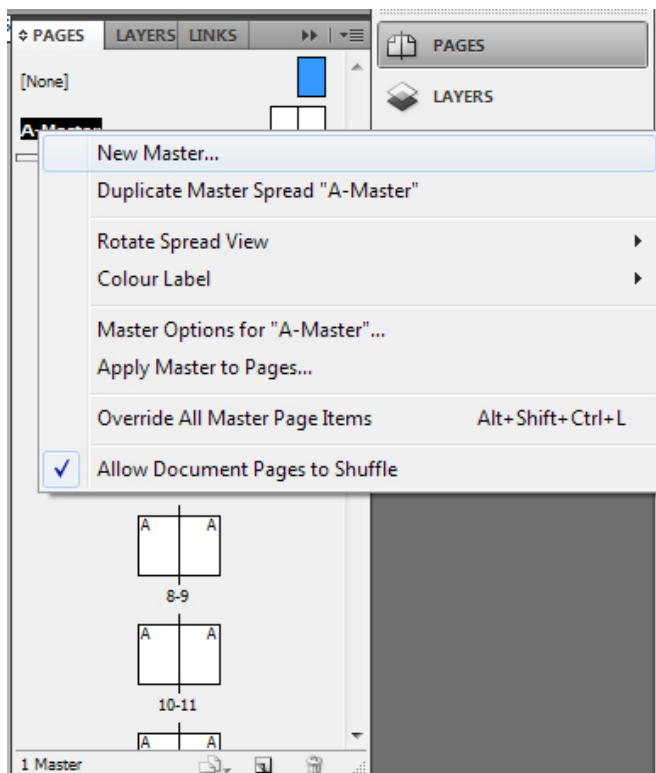 PAGES LAYERS LINKS
PAGES
[None]
LAYERS
A-Master
New Master...
Duplicate Master Spread "A-Master"
Rotate Spread View
Colour Label
Master Options for "A-Master"...
Apply Master to Pages...
Override All Master Page Items Alt+Shift+Ctrl+L
Allow Document Pages to Shuffle
A A
8-9
A A
10-11
A A
1 Master